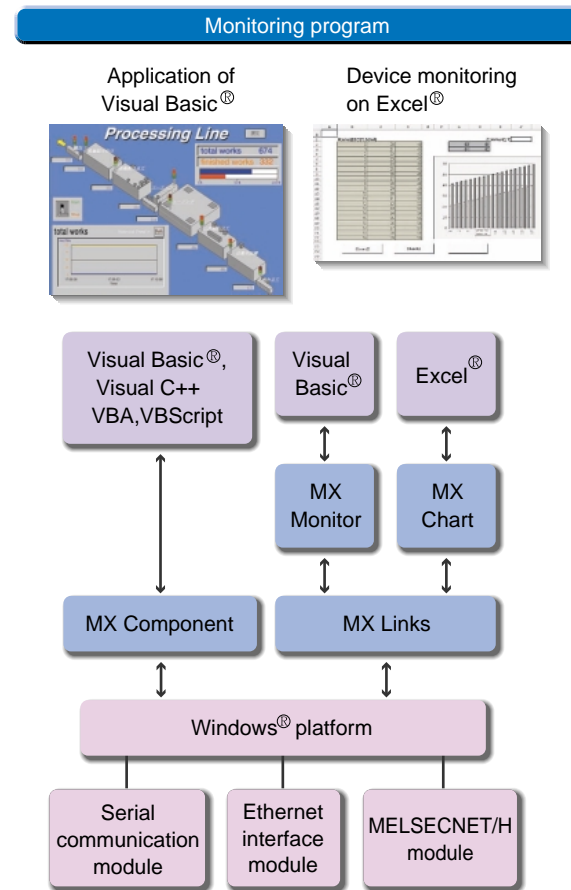 Monitoring program
Application of
Visual Basic®
Device monitoring
on Excel®
Processing Line
total works 674
finished works 332
total works
Visual Basic®,
Visual C++
VBA,VBScript
Visual
Basic®
Excel®
MX
Monitor
MX
Chart
MX Component
MX Links
Windows® platform
Serial
communication
module
Ethernet
interface
module
MELSECNET/H
module